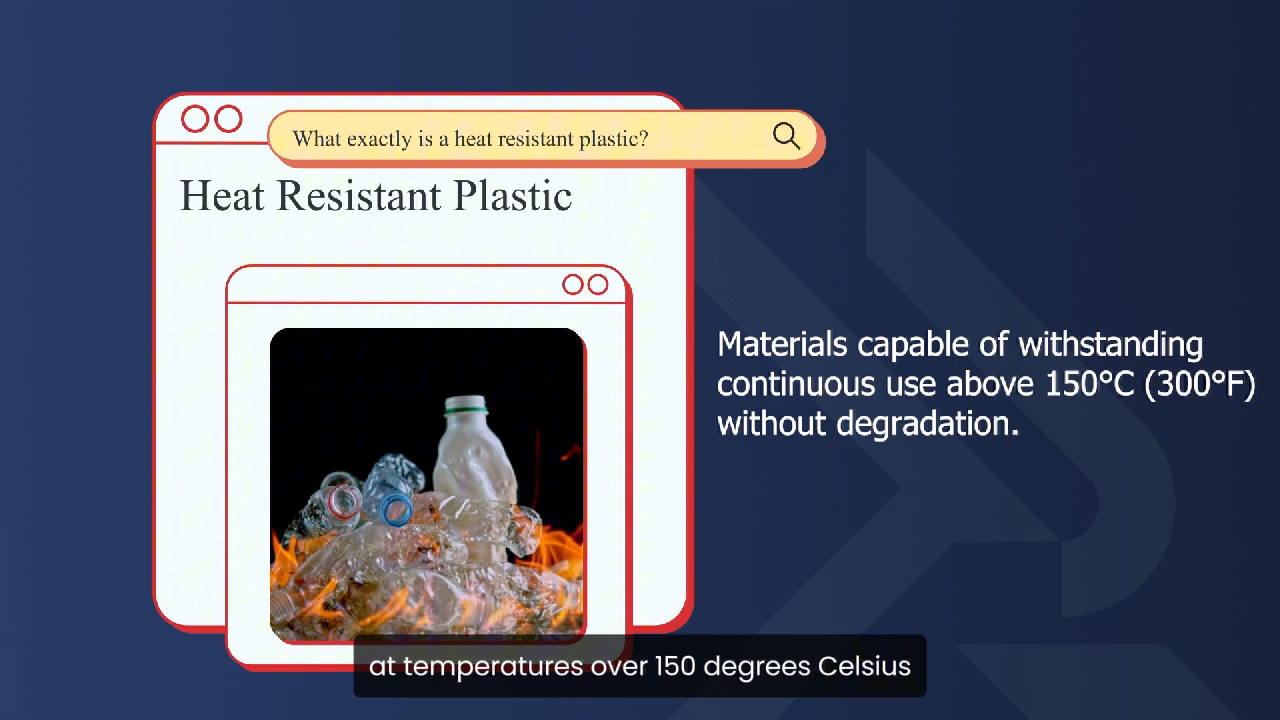 What exactly is a heat resistant plastic?
Heat Resistant Plastic
Materials capable of withstanding
continuous use above 150°C (300°F)
without degradation.
at temperatures over 150 degrees Celsius